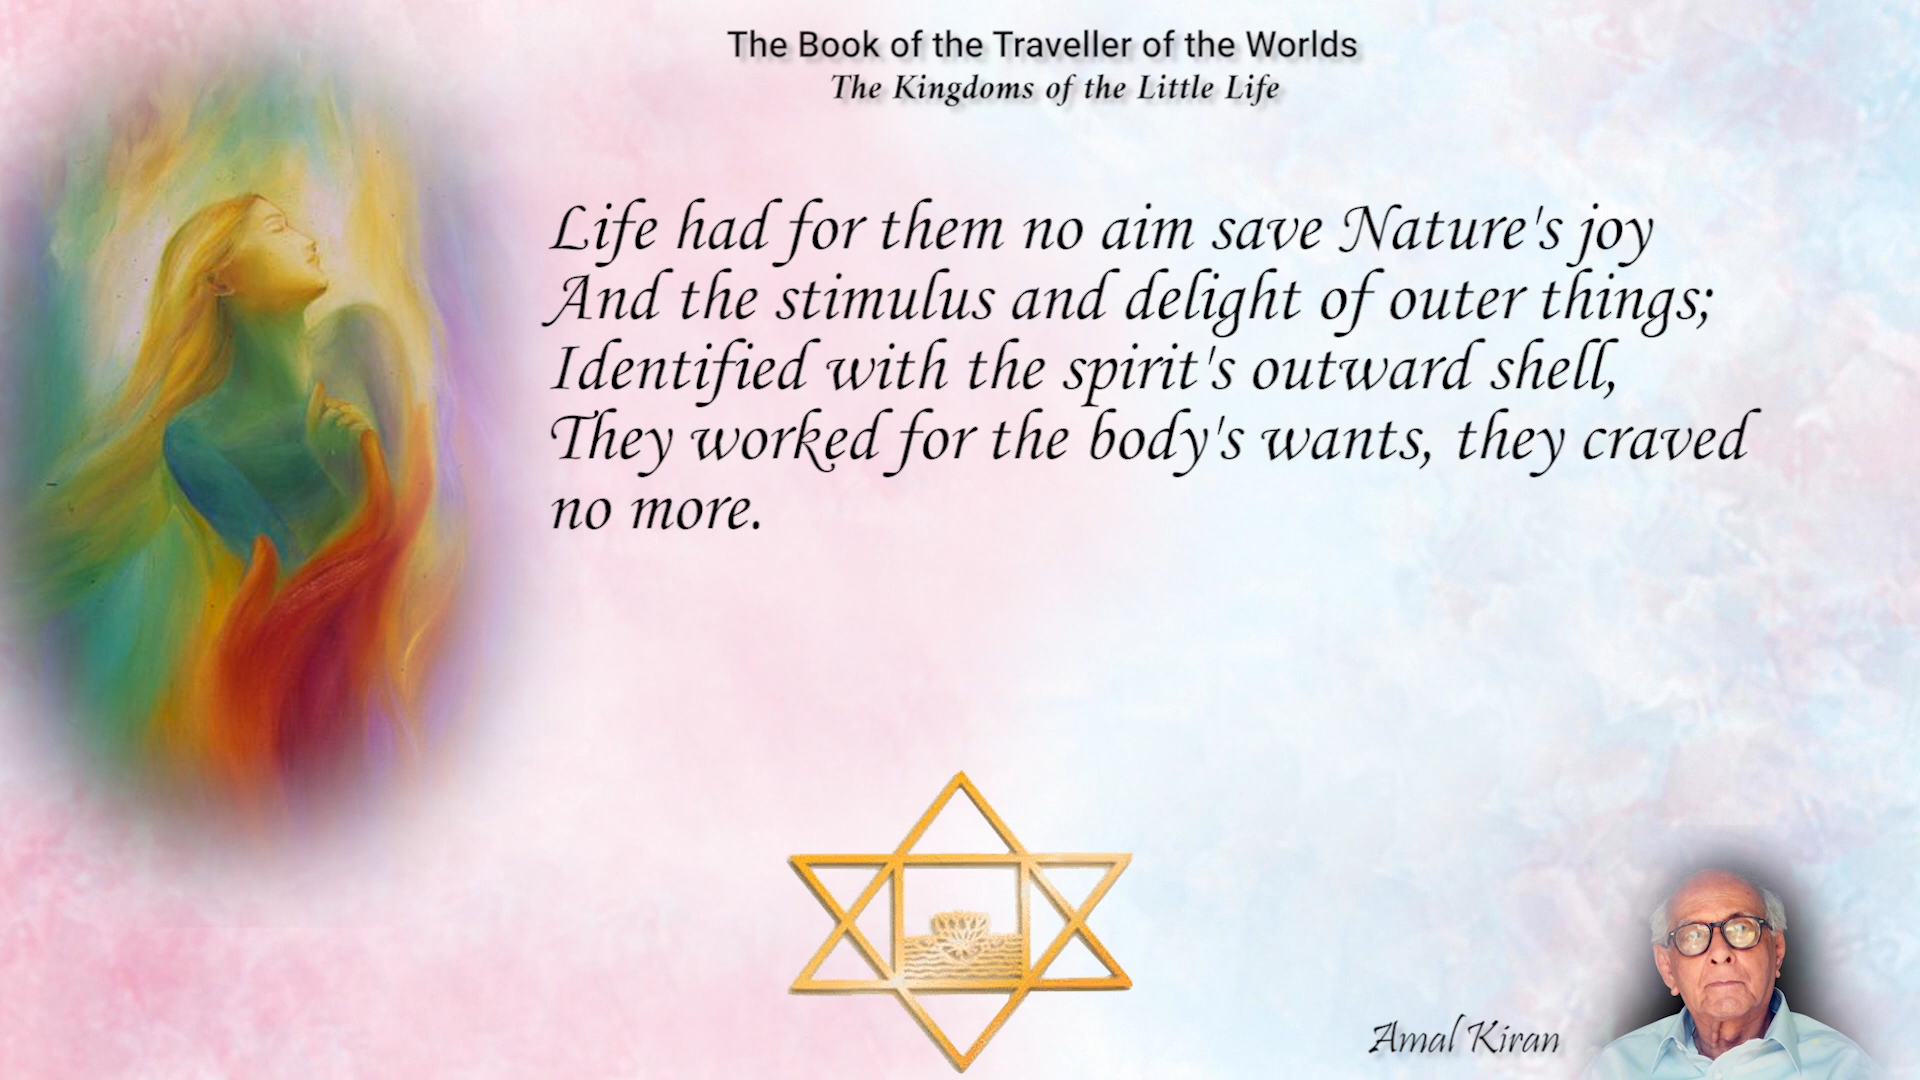 The Book of the Traveller of the Worlds
The Kingdoms of the Little Life
Life had for them no aim save Nature's joy
And the stimulus and delight of outer things;
Identified with the spirit's outward shell,
They worked for the body's wants, they craved
no more.
Amal Kiran